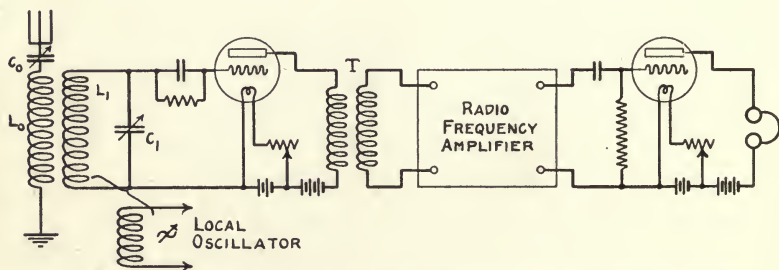 C₀
L₀
L₁
C₁
T
RADIO
FREQUENCY
AMPLIFIER
LOCAL
OSCILLATOR